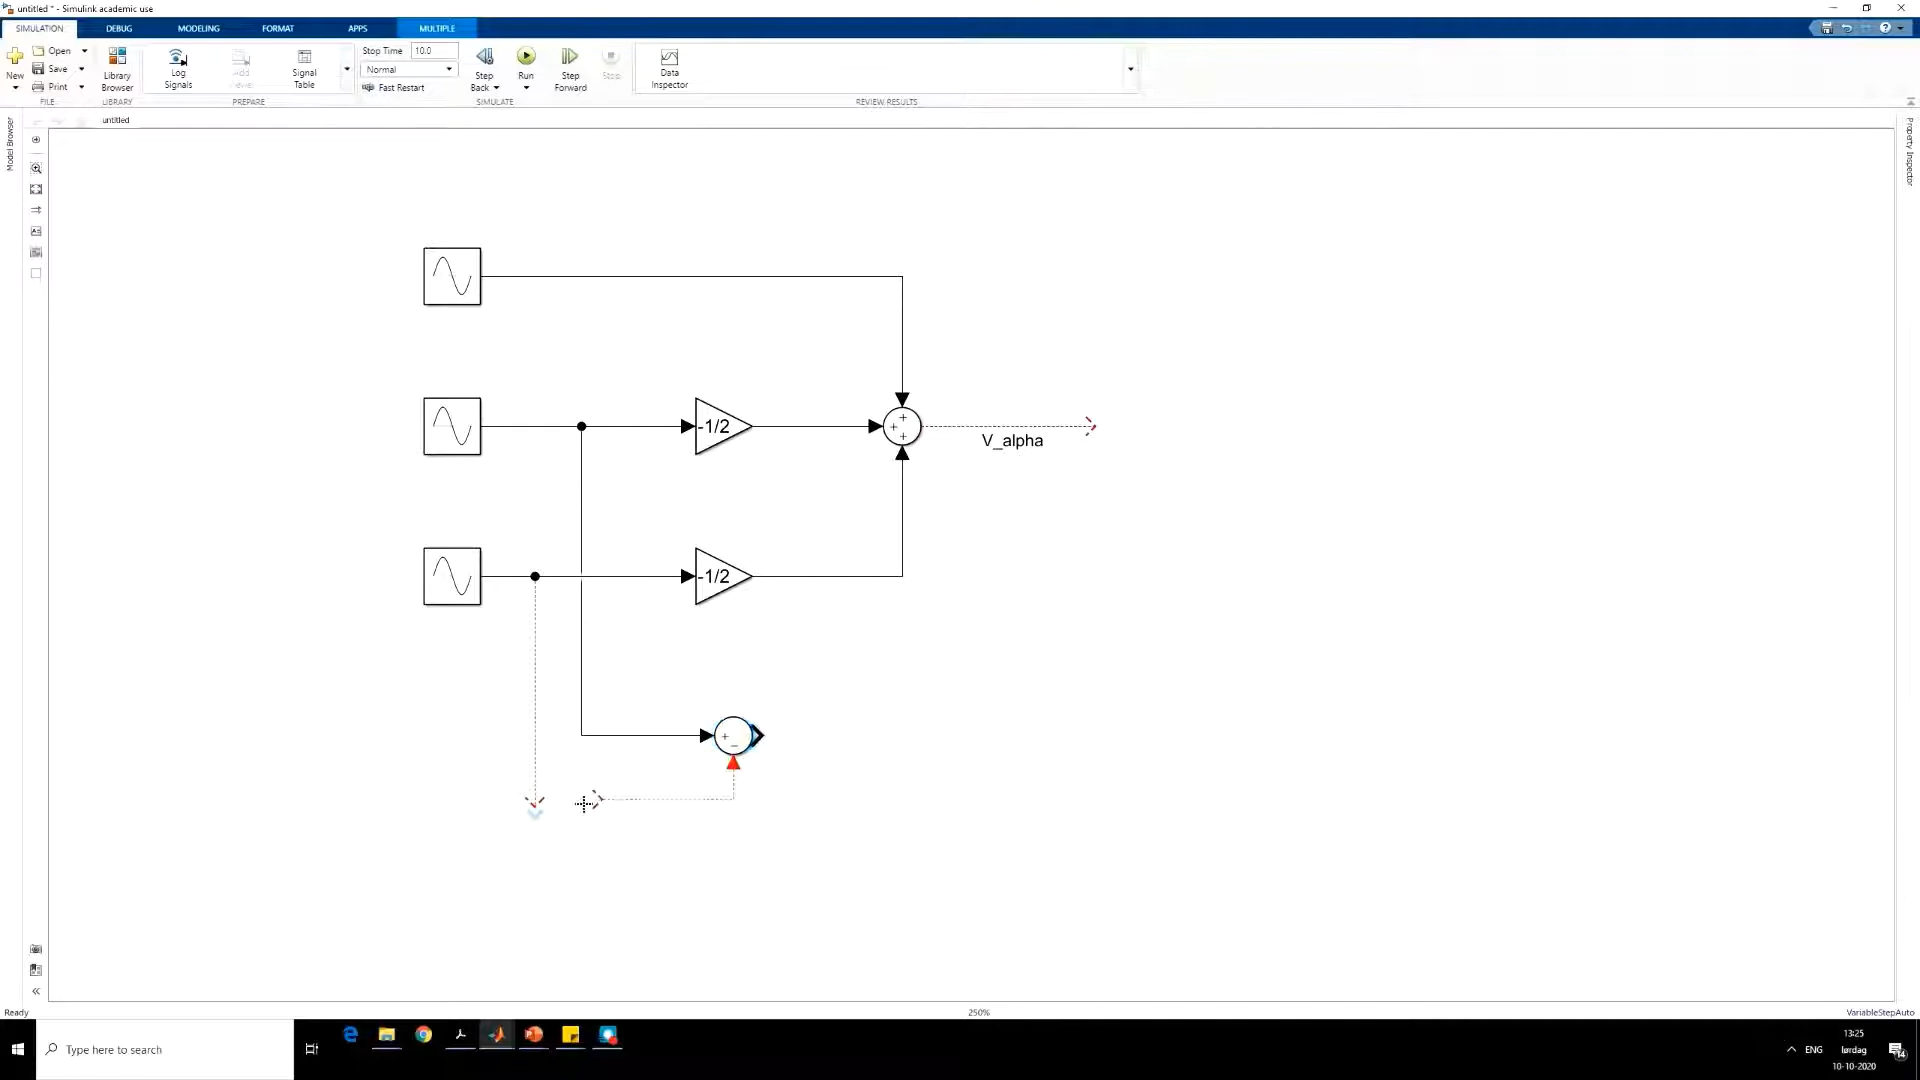 untitled * - Simulink academic use
SIMULATION DEBUG MODELING FORMAT APPS MULTIPLE
New
Open
Save
Print
FILE
Library
Browser
LIBRARY
Log
Signals
Add
Signal
Table
PREPARE
Stop Time 10.0
Normal
Fast Restart
Step
Back
Run
Step
Forward
Stop
SIMULATE
Data
Inspector
REVIEW RESULTS
untitled
Model Browser
Property Inspector
-1/2
V_alpha
-1/2
Ready
250%
VariableStepAuto
Type here to search
ENG
13:25
lørdag
10-10-2020
14